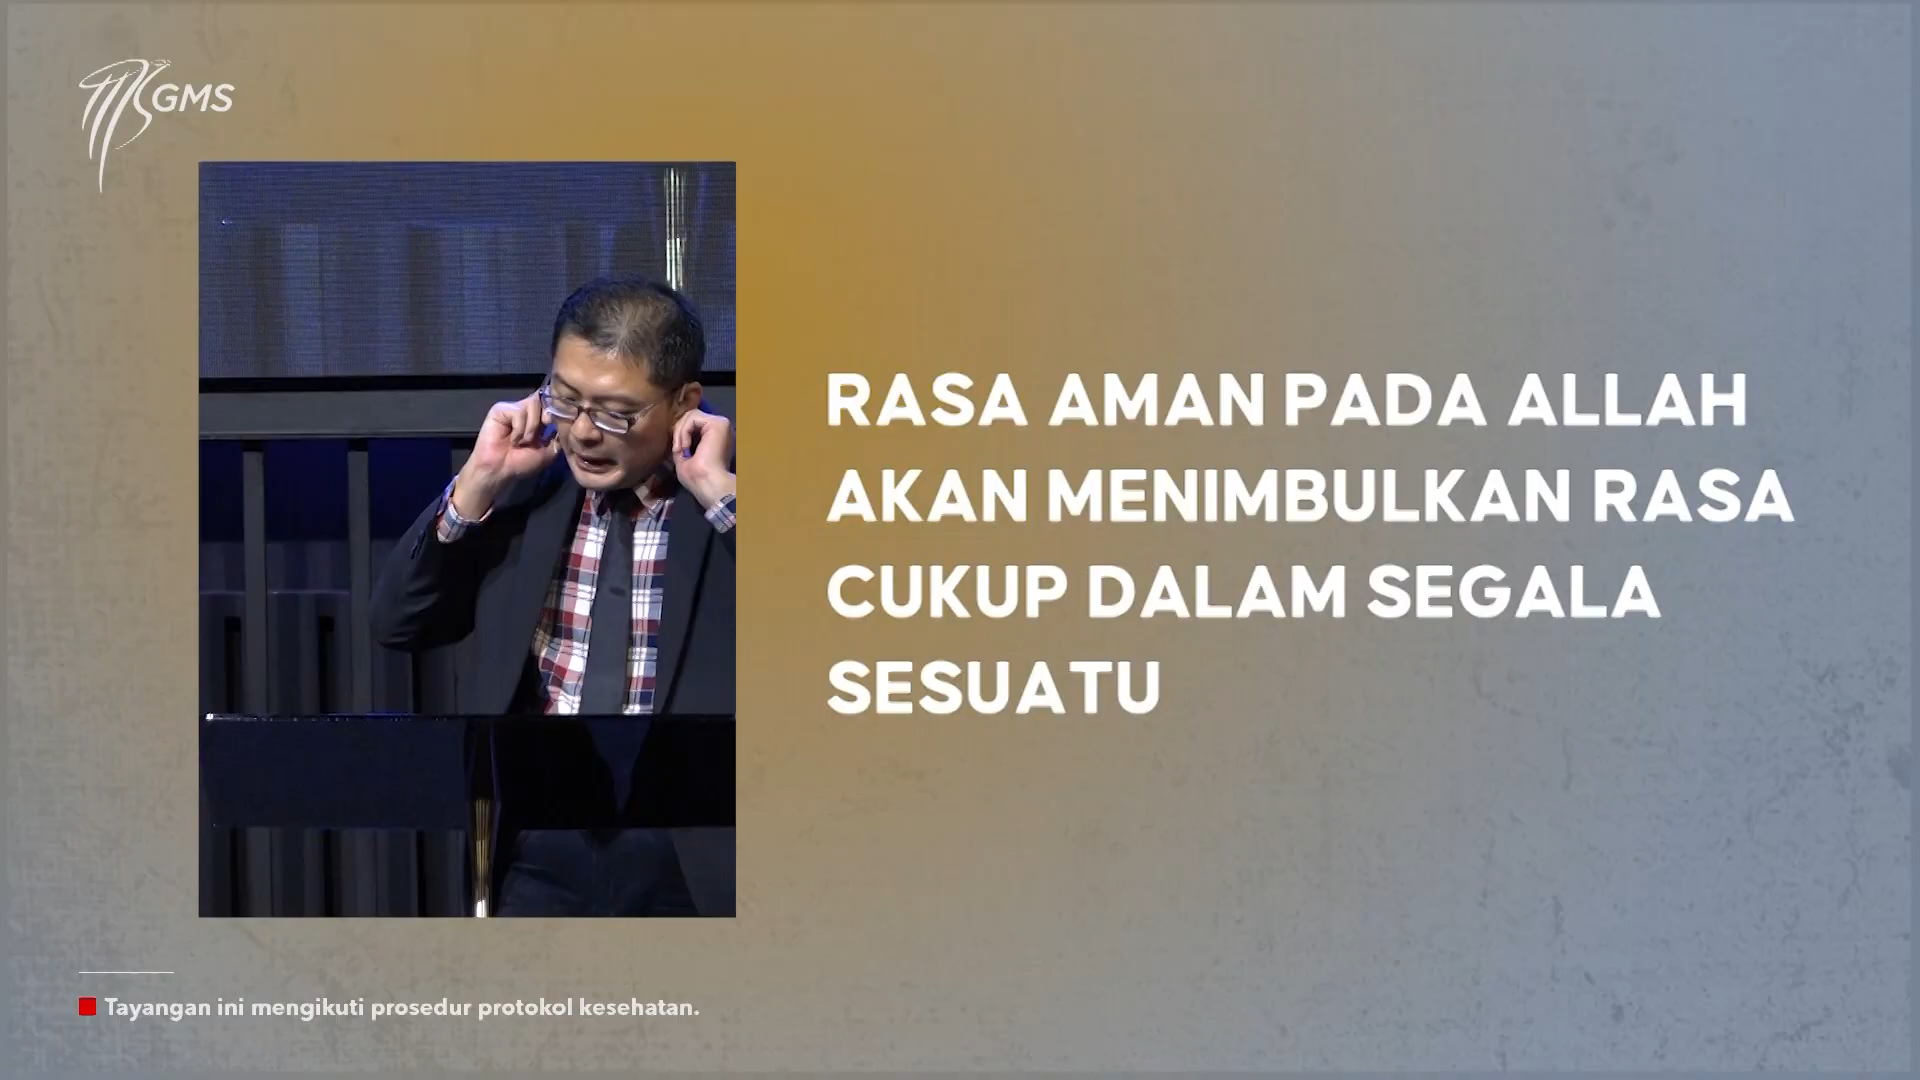 GMS
RASA AMAN PADA ALLAH
AKAN MENIMBULKAN RASA
CUKUP DALAM SEGALA
SESUATU
Tayangan ini mengikuti prosedur protokol kesehatan.